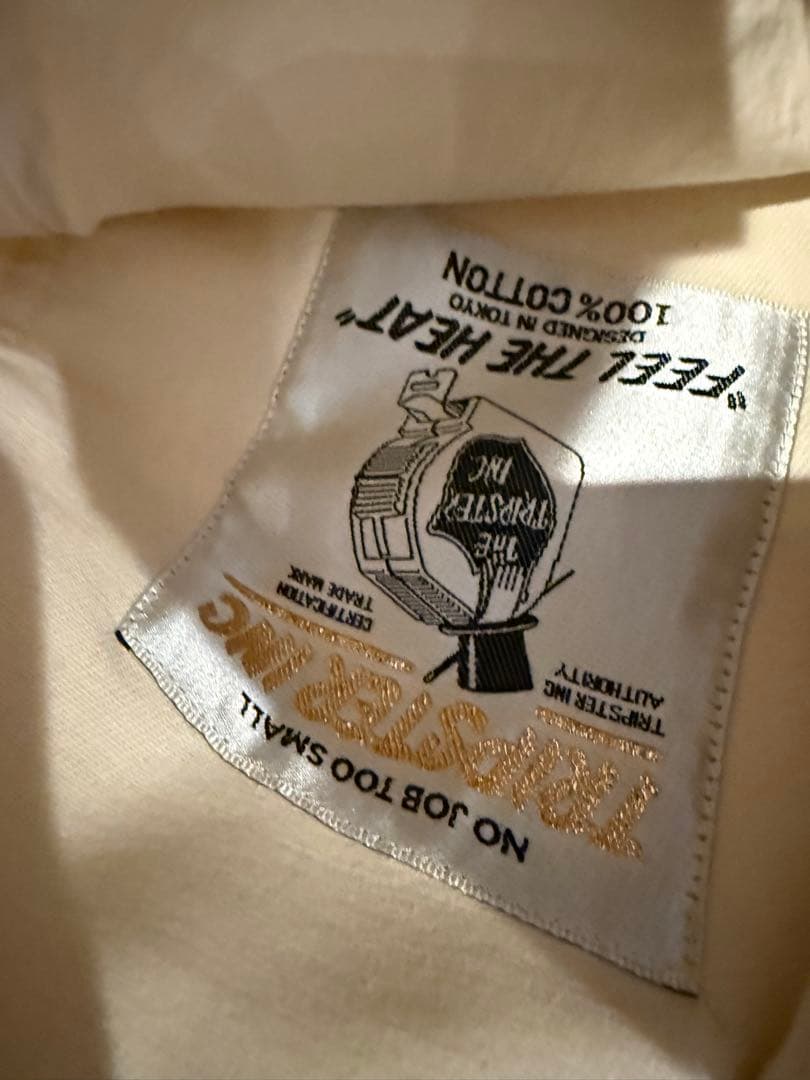 NO JOB TOO SMALL
TRIPSTER INC
TRIPSTER INC
AUTHORITY
CERTIFICATION
TRADE MARK
THE
TRIPSTER
INC
"FEEL THE HEAT"
DESIGNED IN TOKYO
100% COTTON